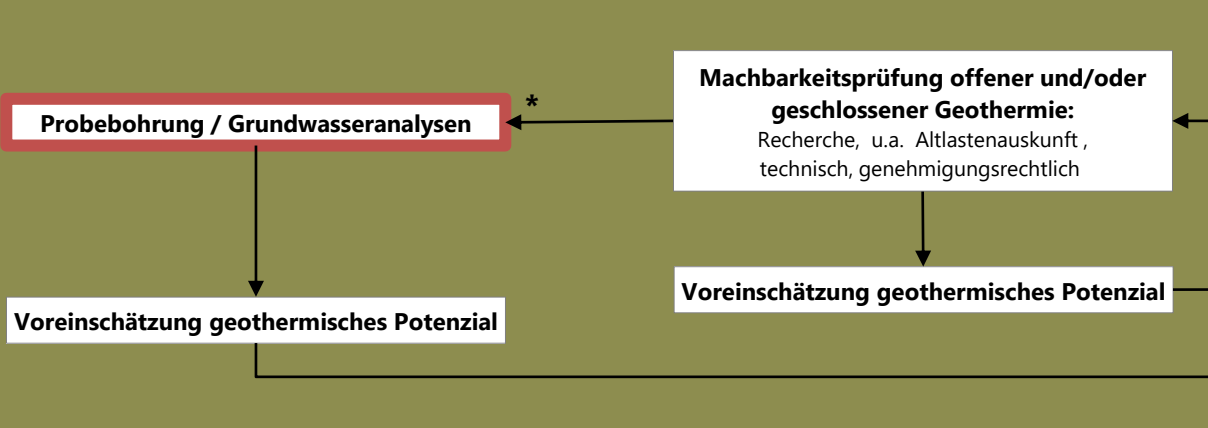 Machbarkeitsprüfung offener und/oder
geschlossener Geothermie:
Recherche, u.a. Altlastenauskunft ,
technisch, genehmigungsrechtlich
*
Probebohrung / Grundwasseranalysen
Voreinschätzung geothermisches Potenzial
Voreinschätzung geothermisches Potenzial